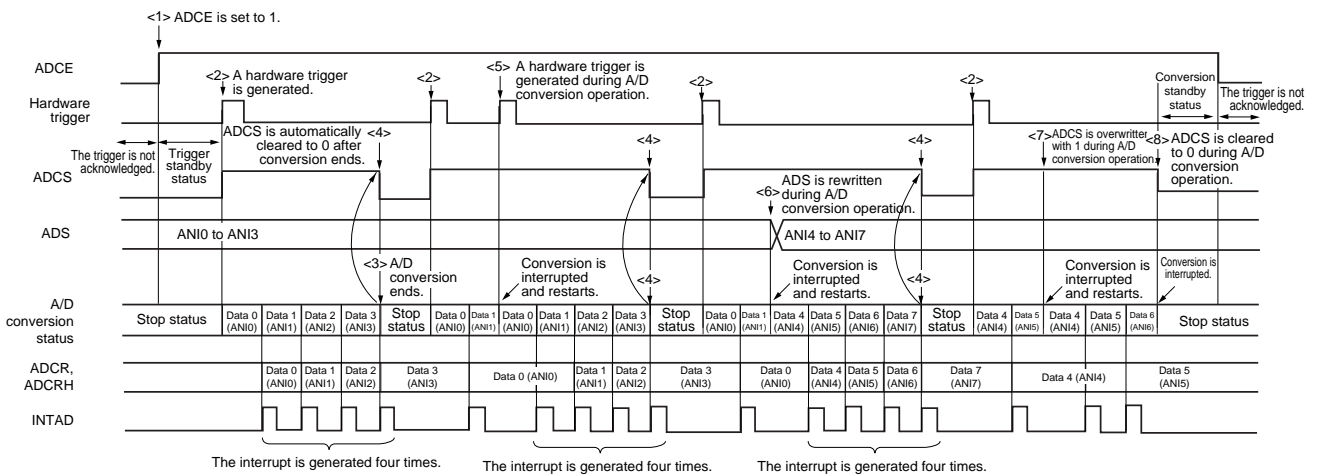 <1> ADCE is set to 1.
ADCE
<2> A hardware trigger
is generated.
<2>
<5> A hardware trigger is
generated during A/D
conversion operation.
<2>
<2>
Conversion
standby
status
The trigger is not
acknowledged.
Hardware
trigger
The trigger is not
acknowledged.
Trigger
standby
status
ADCS is automatically
cleared to 0 after
conversion ends.
<4>
<4>
<4>
<7> ADCS is overwritter
with 1 during A/D
conversion operation.
<8> ADCS is cleared
to 0 during A/D
conversion
operation.
ADCS
<6> ADS is rewritten
during A/D
conversion operation.
ADS
ANI0 to ANI3
ANI4 to ANI7
<3> A/D
conversion
ends.
Conversion is
interrupted
and restarts.
<4>
Conversion is
interrupted
and restarts.
<4>
Conversion is
interrupted
and restarts.
Conversion is
interrupted.
A/D
conversion
status
Stop status
Data 0
(ANI0)
Data 1
(ANI1)
Data 2
(ANI2)
Data 3
(ANI3)
Stop
status
Data 0
(ANI0)
Data 1
(ANI1)
Data 0
(ANI0)
Data 1
(ANI1)
Data 2
(ANI2)
Data 3
(ANI3)
Stop
status
Data 0
(ANI0)
Data 1
(ANI1)
Data 4
(ANI4)
Data 5
(ANI5)
Data 6
(ANI6)
Data 7
(ANI7)
Stop
status
Data 4
(ANI4)
Data 5
(ANI5)
Data 4
(ANI4)
Data 5
(ANI5)
Data 6
(ANI6)
Stop status
ADCR,
ADCRH
Data 0
(ANI0)
Data 1
(ANI1)
Data 2
(ANI2)
Data 3
(ANI3)
Data 0 (ANI0)
Data 1
(ANI1)
Data 2
(ANI2)
Data 3
(ANI3)
Data 0
(ANI0)
Data 4
(ANI4)
Data 5
(ANI5)
Data 6
(ANI6)
Data 7
(ANI7)
Data 4 (ANI4)
Data 5
(ANI5)
INTAD
The interrupt is generated four times.
The interrupt is generated four times.
The interrupt is generated four times.